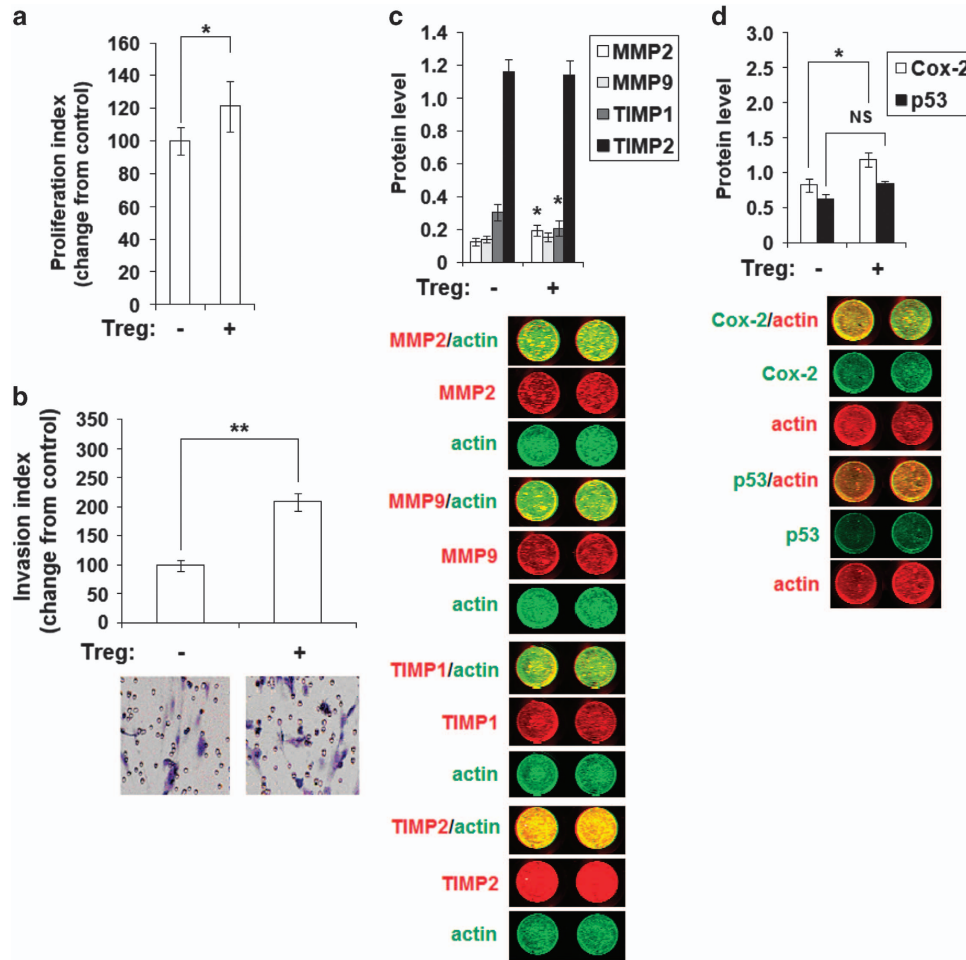 a
Proliferation index
(change from control)
160
140
120
100
80
60
40
20
0
*
Treg: - +
b
Invasion index
(change from control)
350
300
250
200
150
100
50
0
**
Treg: - +
c
Protein level
1.4
1.2
1.0
0.8
0.6
0.4
0.2
0
* *
MMP2
MMP9
TIMP1
TIMP2
Treg: - +
MMP2/actin
MMP2
actin
MMP9/actin
MMP9
actin
TIMP1/actin
TIMP1
actin
TIMP2/actin
TIMP2
actin
d
Protein level
3.0
2.5
2.0
1.5
1.0
0.5
0
*
NS
Cox-2
p53
Treg: - +
Cox-2/actin
Cox-2
actin
p53/actin
p53
actin